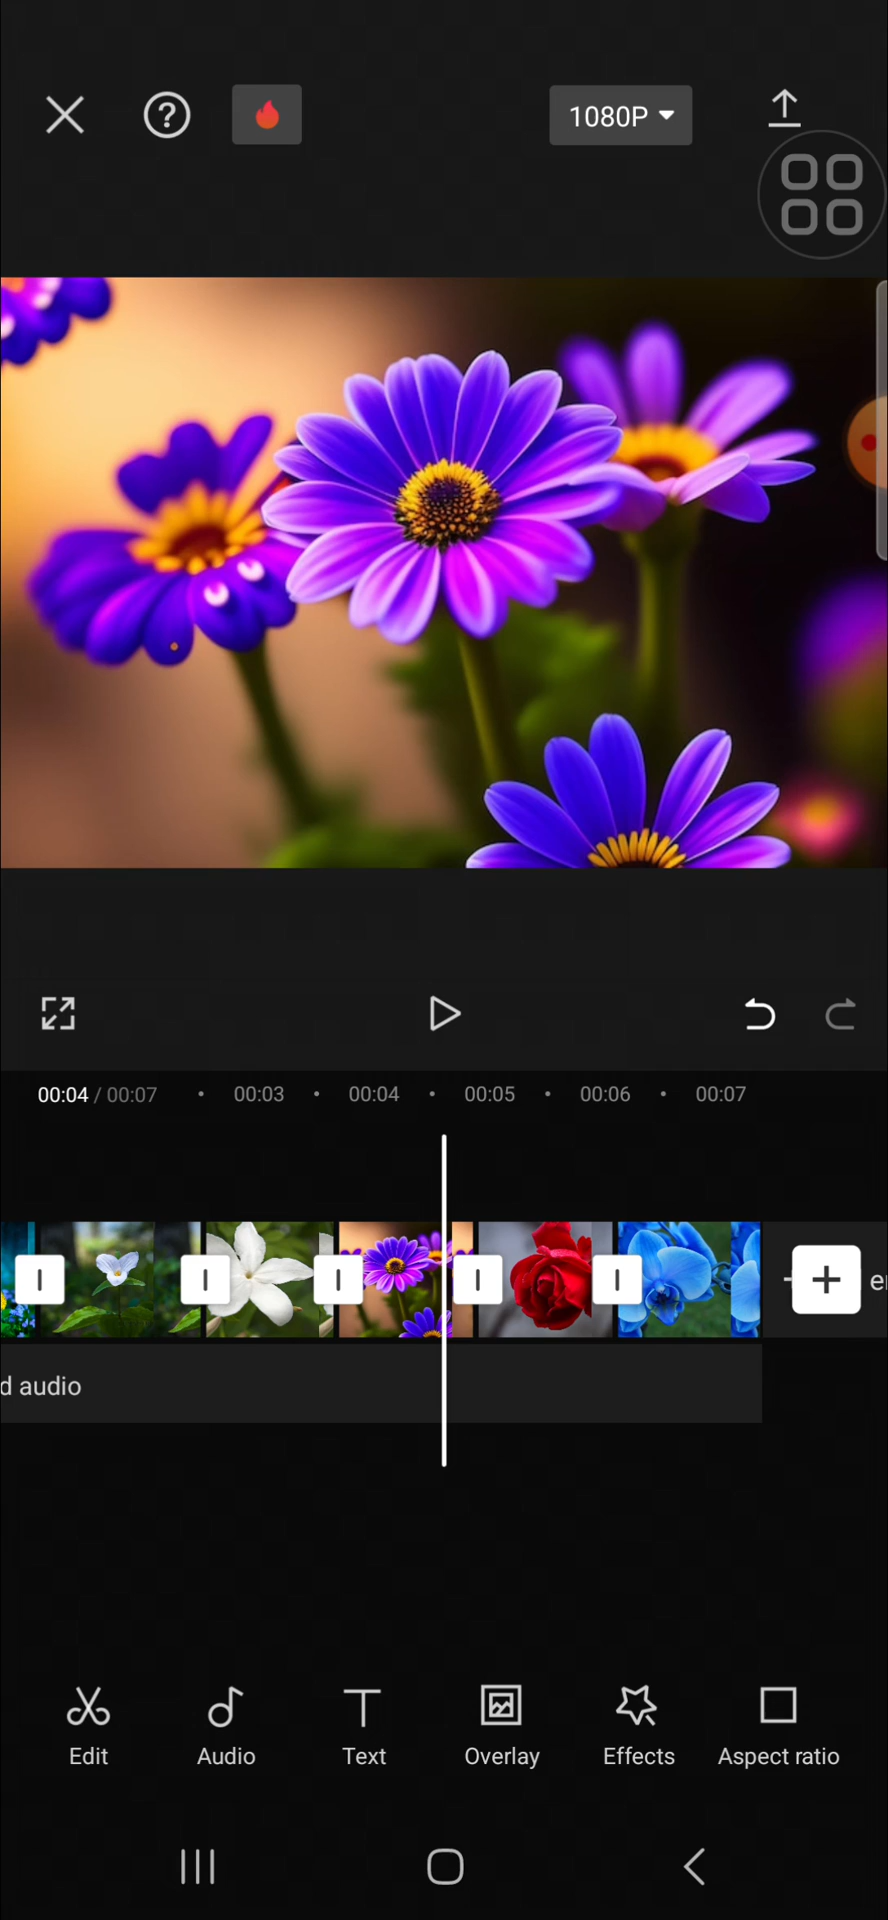 1080P
00:04 / 00:07 00:03 00:04 00:05 00:06 00:07
d audio
Edit Audio Text Overlay Effects Aspect ratio